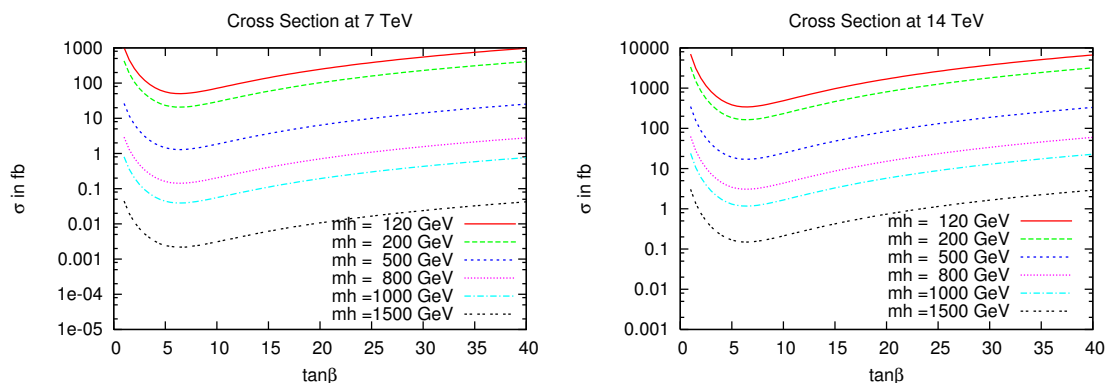 Cross Section at 7 TeV
1000
100
10
1
0.1
0.01
0.001
1e-04
1e-05
σ in fb
0 5 10 15 20 25 30 35 40
tanβ
mh = 120 GeV
mh = 200 GeV
mh = 500 GeV
mh = 800 GeV
mh =1000 GeV
mh =1500 GeV
Cross Section at 14 TeV
10000
1000
100
10
1
0.1
0.01
0.001
σ in fb
0 5 10 15 20 25 30 35 40
tanβ
mh = 120 GeV
mh = 200 GeV
mh = 500 GeV
mh = 800 GeV
mh =1000 GeV
mh =1500 GeV